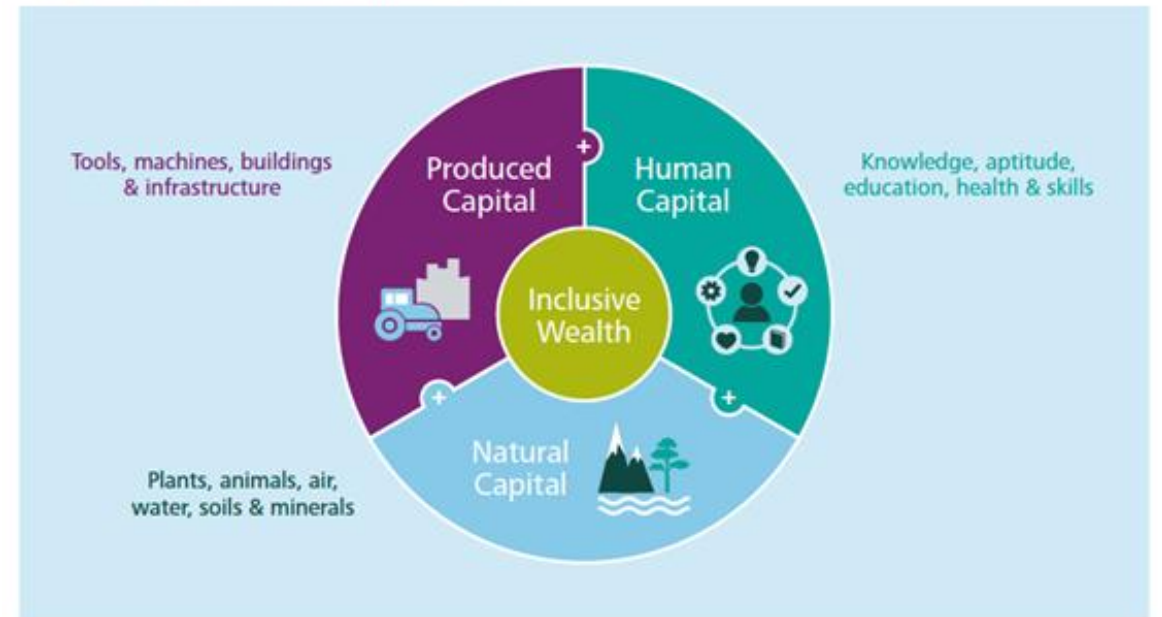 Tools, machines, buildings
& infrastructure
Produced
Capital
Human
Capital
Knowledge, aptitude,
education, health & skills
Inclusive
Wealth
Natural
Capital
Plants, animals, air,
water, soils & minerals